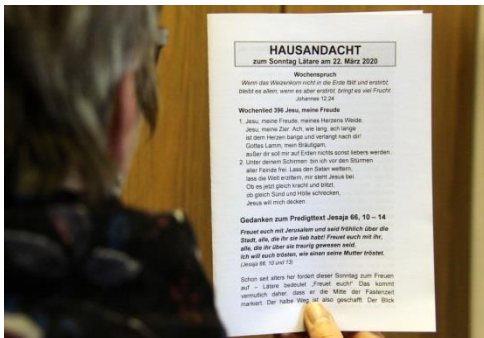 HAUSANDACHT
zum Sonntag Lätare am 22. März 2020
Wochenspruch
Wenn das Weizenkorn nicht in die Erde fällt und erstirbt,
bleibt es allein; wenn es aber erstirbt, bringt es viel Frucht.
Johannes 12,24
Wochenlied 396 Jesu, meine Freude
1. Jesu, meine Freude, meines Herzens Weide,
Jesu, meine Zier. Ach, wie lang, ach lange
ist dem Herzen bange und verlangt nach dir!
Gottes Lamm, mein Bräutigam,
außer dir soll mir auf Erden nichts sonst liebers werden.
2. Unter deinem Schirmen bin ich vor den Stürmen
aller Feinde frei. Lass den Satan wettern,
lass die Welt erzittern, mir steht Jesus bei.
Ob es jetzt gleich kracht und blitzt,
ob gleich Sünd und Hölle schrecken,
Jesus will mich decken.
Gedanken zum Predigttext Jesaja 66, 10 – 14
Freuet euch mit Jerusalem und seid fröhlich über die
Stadt, alle, die ihr sie lieb habt! Freuet euch mit ihr,
alle, die ihr über sie traurig gewesen seid.
Ich will euch trösten, wie einen seine Mutter tröstet.
(Jesaja 66, 10 und 13)
Schon seit alters her fordert dieser Sonntag zum Freuen
auf – Lätare bedeutet „Freuet euch!“ Das kommt
vermutlich daher, dass er die Mitte der Fastenzeit
markiert. Der halbe Weg ist also geschafft. Der Blick